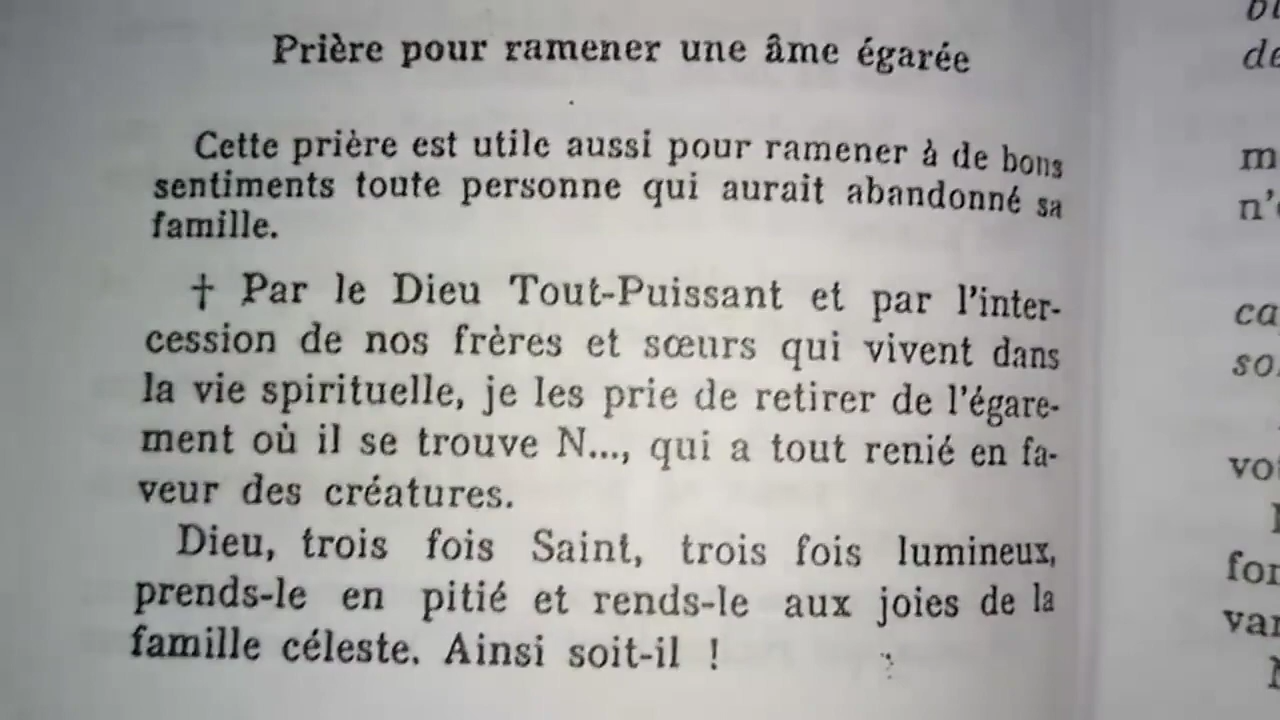 Prière pour ramener une âme égarée
Cette prière est utile aussi pour ramener à de bons
sentiments toute personne qui aurait abandonné sa
famille.
† Par le Dieu Tout-Puissant et par l'inter-
cession de nos frères et sœurs qui vivent dans
la vie spirituelle, je les prie de retirer de l'égare-
ment où il se trouve N..., qui a tout renié en fa-
veur des créatures.
Dieu, trois fois Saint, trois fois lumineux,
prends-le en pitié et rends-le aux joies de la
famille céleste. Ainsi soit-il !